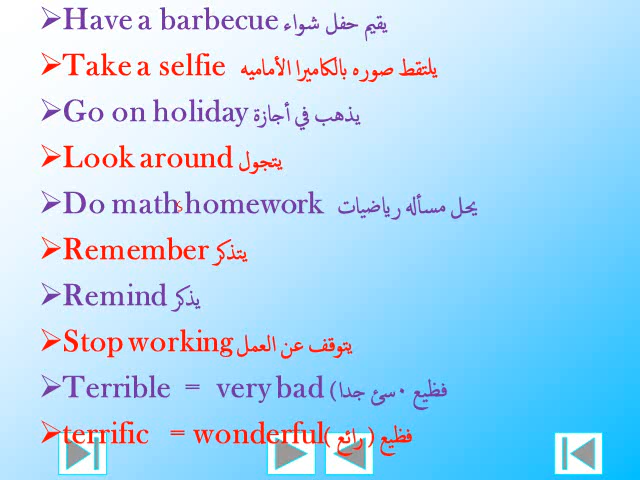 ➢Have a barbecue يقيم حفل شواء
➢Take a selfie يلتقط صوره بالكاميرا الأماميه
➢Go on holiday يذهب في أجازة
➢Look around يتجول
➢Do maths homework يحل مسأله رياضيات
➢Remember يتذكر
➢Remind يذكر
➢Stop working يتوقف عن العمل
➢Terrible = very bad (فظيع ٠سئ جدا
➢terrific = wonderful( فظيع ( رائع